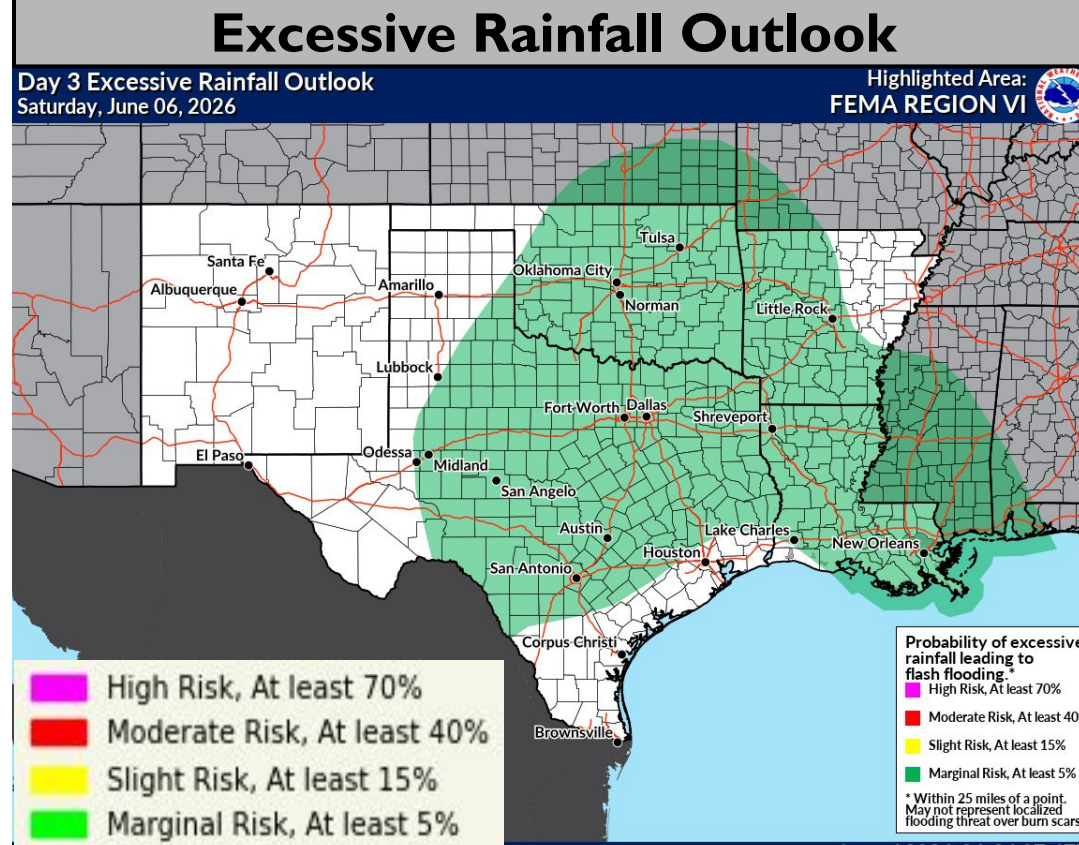 Excessive Rainfall Outlook
Day 3 Excessive Rainfall Outlook
Saturday, June 06, 2026
Highlighted Area:
FEMA REGION VI
Tulsa
Santa Fe
Oklahoma City
Albuquerque
Amarillo
Norman
Little Rock
Lubbock
Fort Worth
Dallas
Shreveport
El Paso
Odessa
Midland
San Angelo
Austin
Lake Charles
New Orleans
Houston
San Antonio
Corpus Christi
Brownsville
High Risk, At least 70%
Moderate Risk, At least 40%
Slight Risk, At least 15%
Marginal Risk, At least 5%
Probability of excessive
rainfall leading to
flash flooding.*
High Risk, At least 70%
Moderate Risk, At least 40
Slight Risk, At least 15%
Marginal Risk, At least 5%
* Within 25 miles of a point.
May not represent localized
flooding threat over burn scars